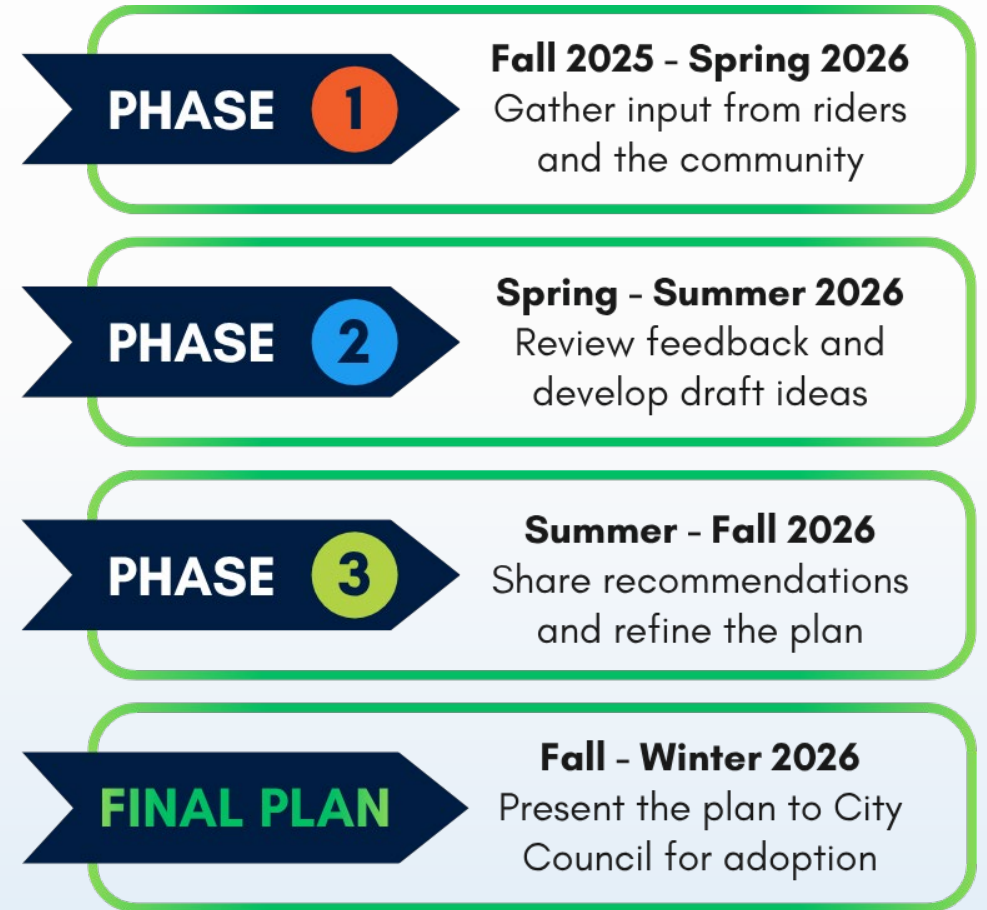 PHASE 1
Fall 2025 - Spring 2026
Gather input from riders
and the community
PHASE 2
Spring - Summer 2026
Review feedback and
develop draft ideas
PHASE 3
Summer - Fall 2026
Share recommendations
and refine the plan
FINAL PLAN
Fall - Winter 2026
Present the plan to City
Council for adoption